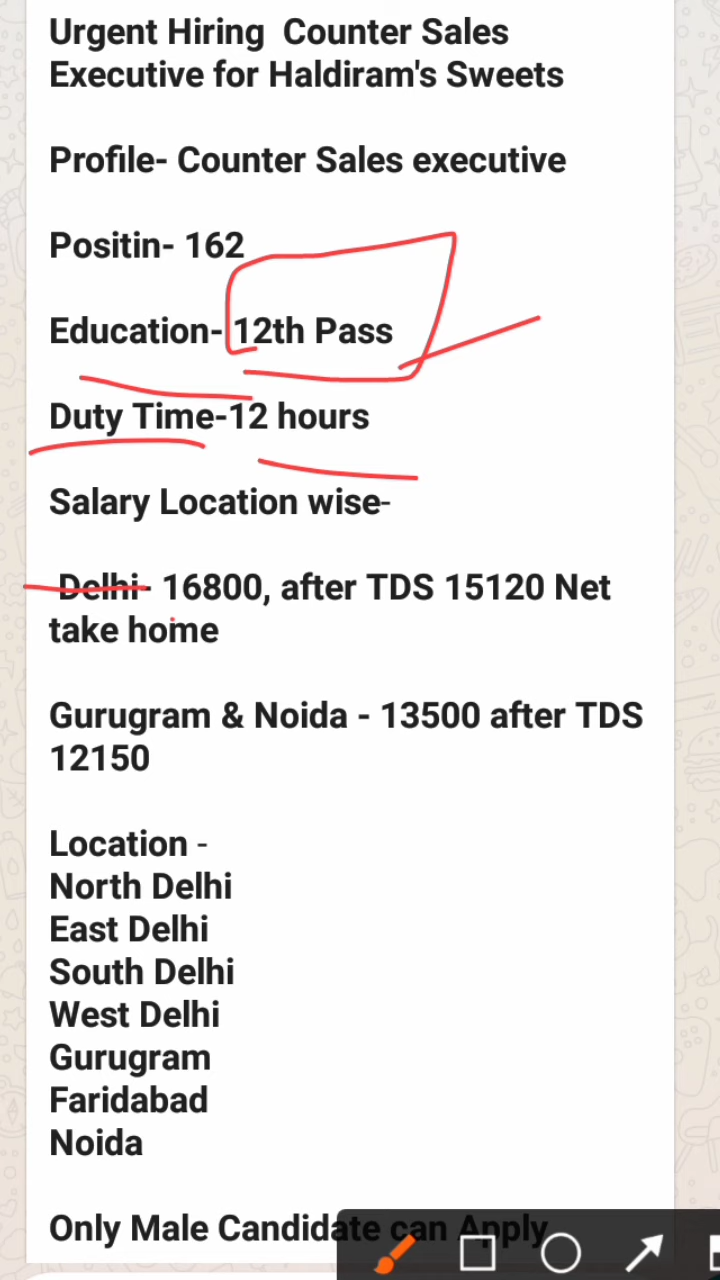 Urgent Hiring  Counter Sales
Executive for Haldiram's Sweets
Profile- Counter Sales executive
Positin- 162
Education- 12th Pass
Duty Time-12 hours
Salary Location wise-
Delhi- 16800, after TDS 15120 Net
take home
Gurugram & Noida - 13500 after TDS
12150
Location -
North Delhi
East Delhi
South Delhi
West Delhi
Gurugram
Faridabad
Noida
Only Male Candidate can Apply